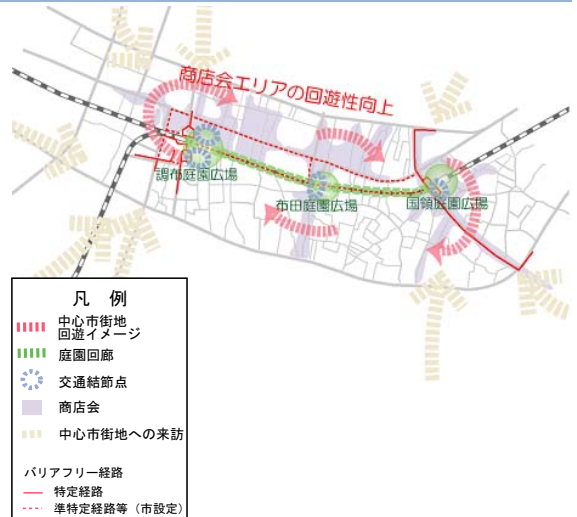 商店会エリアの回遊性向上
調布庭園広場
布田庭園広場
国領庭園広場
凡 例
中心市街地
回遊イメージ
庭園回廊
交通結節点
商店会
中心市街地への来訪
バリアフリー経路
特定経路
準特定経路等（市設定）